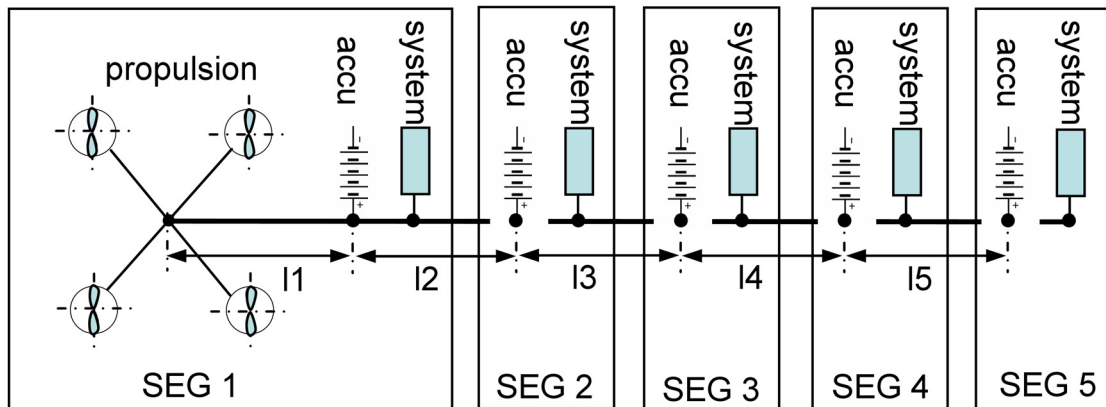 propulsion
accu
system
accu
system
accu
system
accu
system
accu
system
-
+
-
+
-
+
-
+
-
+
l1
l2
l3
l4
l5
SEG 1
SEG 2
SEG 3
SEG 4
SEG 5